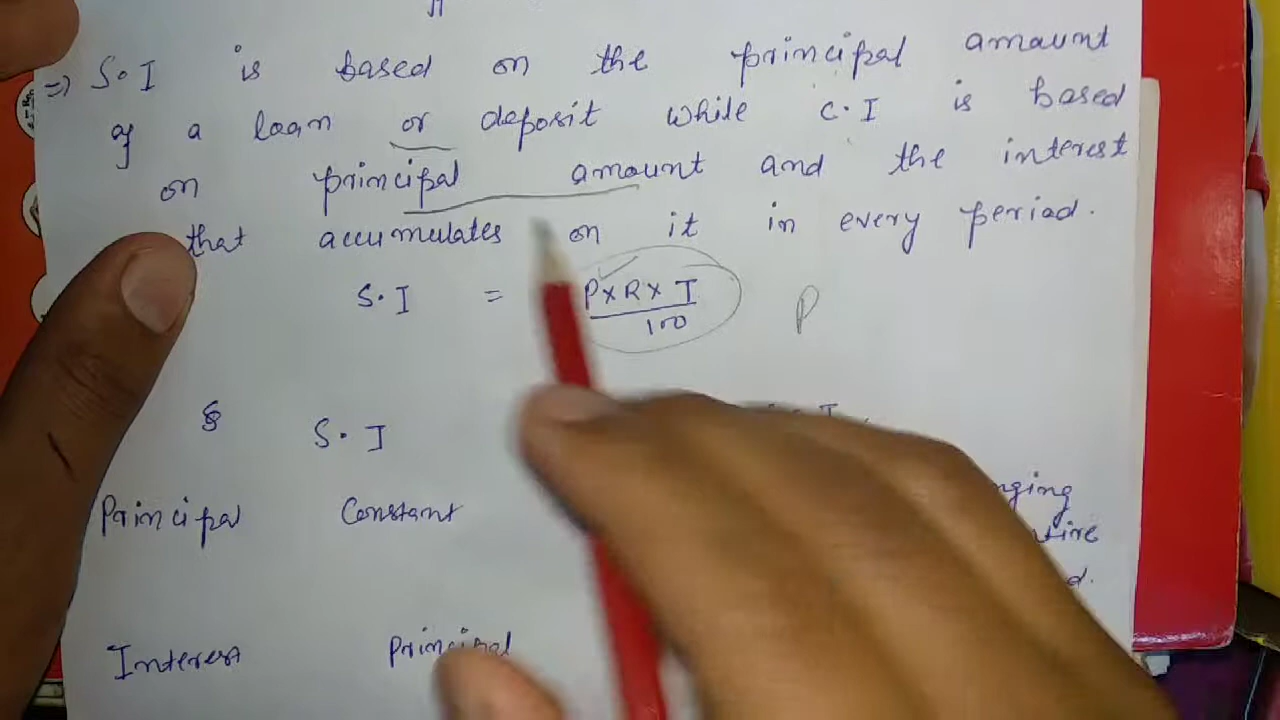 => S.I is based on the principal amount
of a loan or deposit while C.I is based
on principal amount and the interest
that accumulates on it in every period.
S.I = P×R×T
100
P
S.I
Principal Constant
Interest Principal